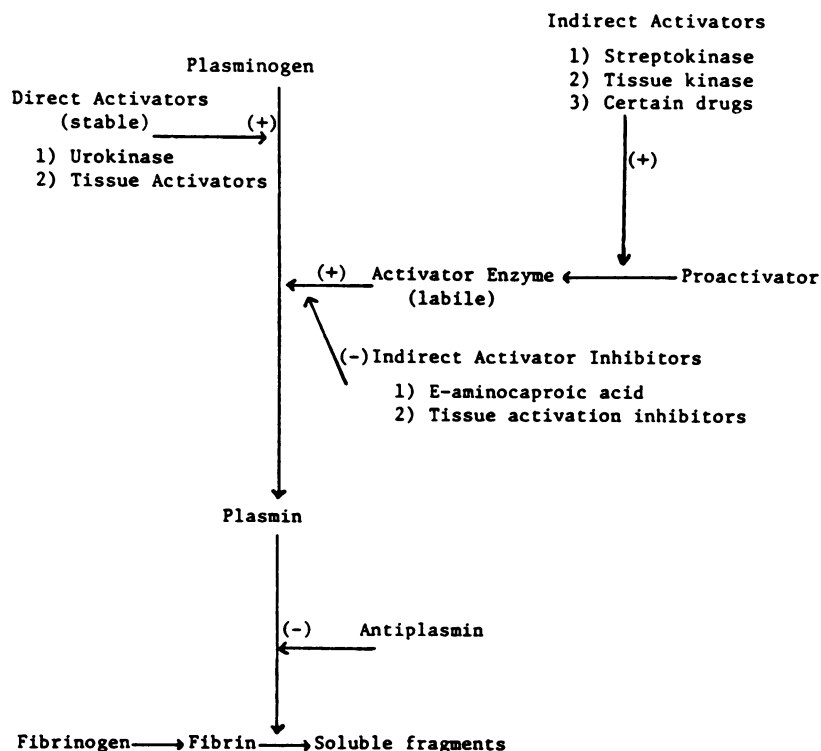 Indirect Activators
1) Streptokinase
2) Tissue kinase
3) Certain drugs
(+)
Plasminogen
Direct Activators
(stable)
(+)
1) Urokinase
2) Tissue Activators
(+)
Activator Enzyme
(labile)
Proactivator
(-) Indirect Activator Inhibitors
1) E-aminocaproic acid
2) Tissue activation inhibitors
Plasmin
(-)
Antiplasmin
Fibrinogen Fibrin Soluble fragments